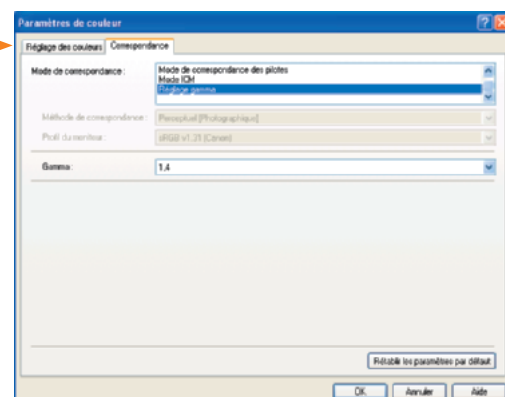 Paramètres de couleur
Réglage des couleurs Correspondance
Mode de correspondance :
Mode de correspondance des pilotes
Mode ICM
Réglage gamma
Méthode de correspondance : Perceptuel [Photographique]
Profil du moniteur : sRGB v1.31 (Canon)
Gamma : 1,4
Rétablir les paramètres par défaut
OK Annuler Aide